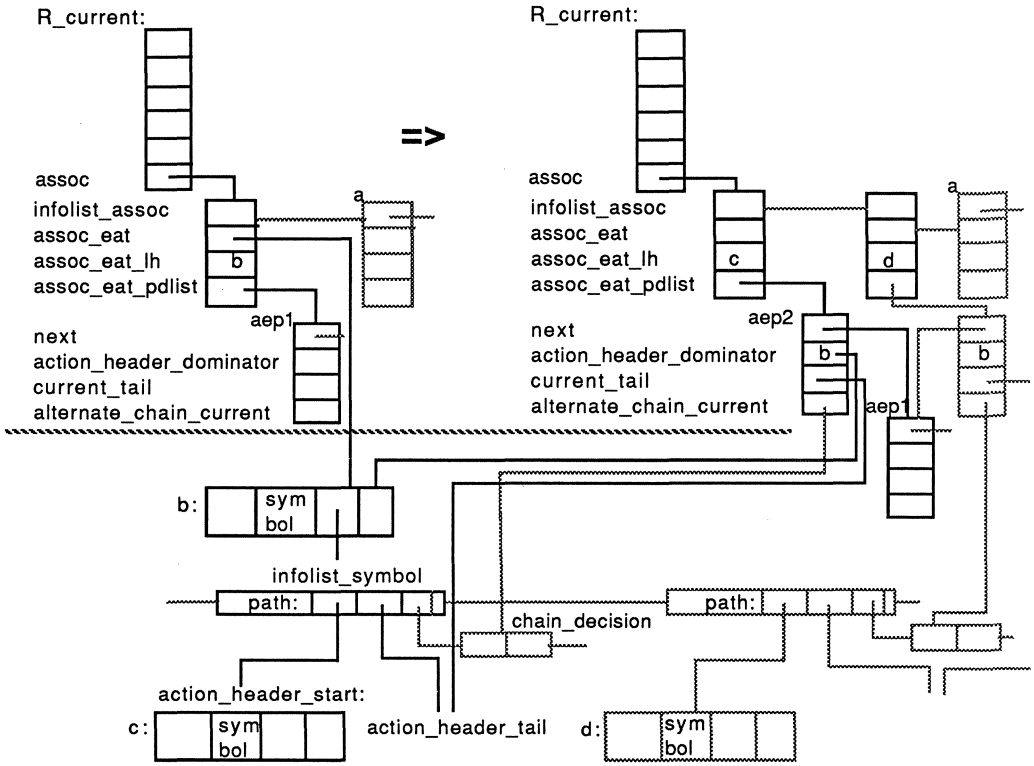 R_current:
R_current:
=>
assoc
assoc
a
a
infolist_assoc
infolist_assoc
assoc_eat
assoc_eat
assoc_eat_lh
b
assoc_eat_lh
c
d
assoc_eat_pdlist
assoc_eat_pdlist
aep1
aep2
next
next
action_header_dominator
action_header_dominator
b
b
current_tail
current_tail
alternate_chain_current
alternate_chain_current
aep1
b:
sym
bol
infolist_symbol
path:
path:
chain_decision
action_header_start:
c:
sym
bol
action_header_tail
d:
sym
bol